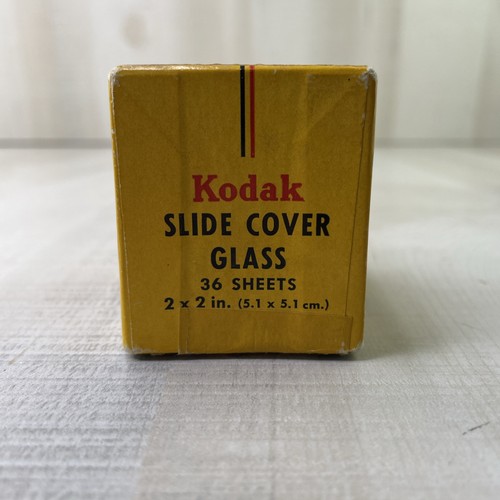 Kodak
SLIDE COVER
GLASS
36 SHEETS
2 x 2 in. (5.1 x 5.1 cm.)